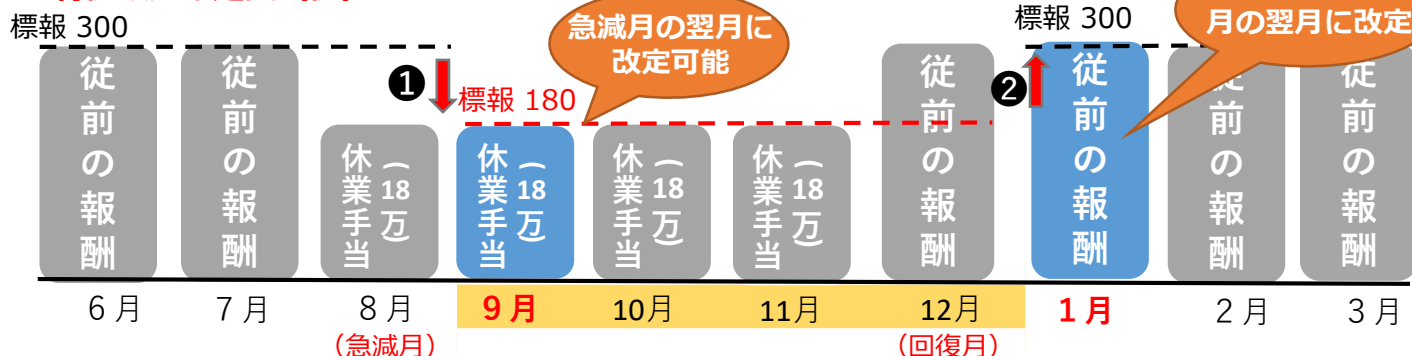 標報 300
急減月の翌月に
改定可能
標報 300
月の翌月に改定
❶
標報 180
❷
従前の報酬
従前の報酬
休業手当
(18万)
休業手当
(18万)
休業手当
(18万)
休業手当
(18万)
従前の報酬
従前の報酬
従前の報酬
従前の報酬
6月
7月
8月
9月
10月
11月
12月
1月
2月
3月
(急減月)
(回復月)